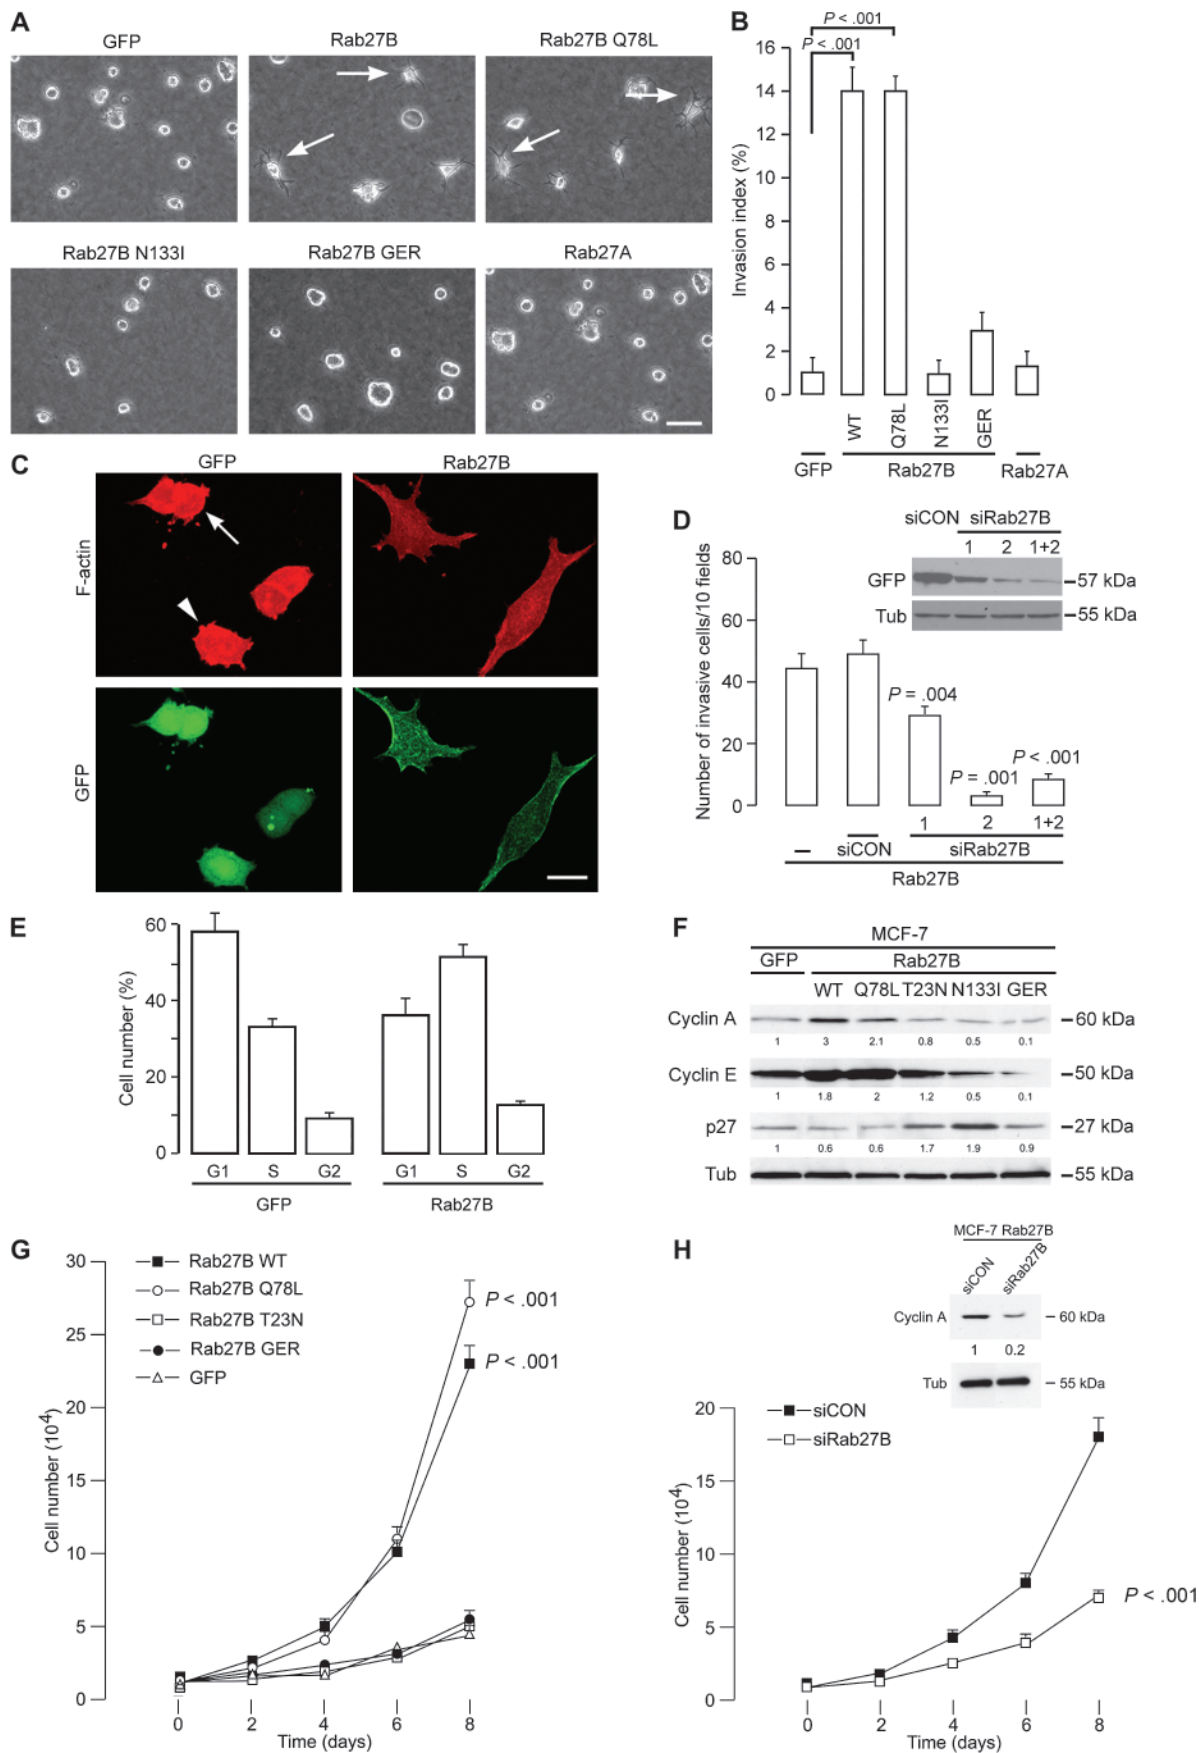 A
GFP
Rab27B
Rab27B Q78L
Rab27B N133I
Rab27B GER
Rab27A
B
P < .001
P < .001
Invasion index (%)
16
14
12
10
8
6
4
2
0
WT
Q78L
N133I
GER
GFP
Rab27B
Rab27A
C
GFP
Rab27B
F-actin
GFP
D
siCON siRab27B
1 2 1+2
GFP
57 kDa
Tub
55 kDa
Number of invasive cells/10 fields
80
60
40
20
0
P = .004
P = .001
P < .001
1 2 1+2
siCON siRab27B
Rab27B
E
Cell number (%)
60
40
20
0
G1 S G2 G1 S G2
GFP Rab27B
F
MCF-7
GFP Rab27B
WT Q78L T23N N133I GER
Cyclin A
60 kDa
1 3 2.1 0.8 0.5 0.1
Cyclin E
50 kDa
1 1.8 2 1.2 0.5 0.1
p27
27 kDa
1 0.6 0.6 1.7 1.9 0.9
Tub
55 kDa
G
Rab27B WT
Rab27B Q78L
Rab27B T23N
Rab27B GER
GFP
P < .001
P < .001
Cell number (10⁴)
30
25
20
15
10
5
0
0 2 4 6 8
Time (days)
H
MCF-7 Rab27B
siCON
siRab27B
Cyclin A
60 kDa
1 0.2
Tub
55 kDa
siCON
siRab27B
Cell number (10⁴)
20
15
10
5
0
P < .001
0 2 4 6 8
Time (days)